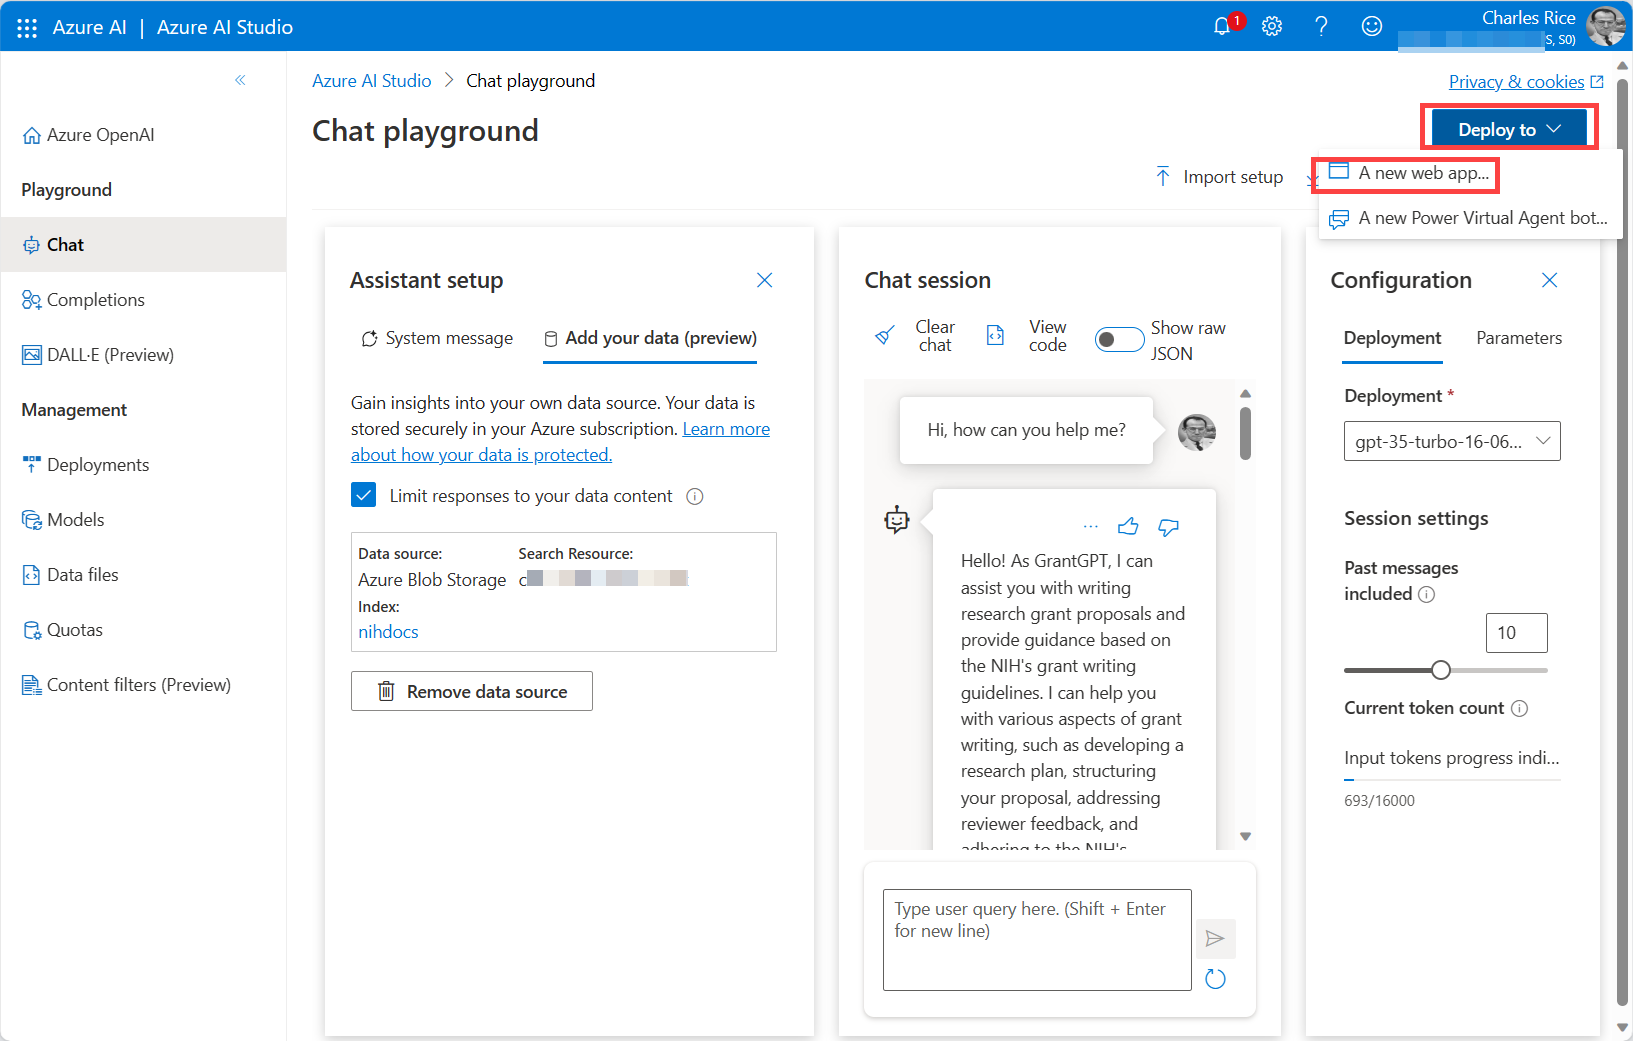 Azure AI | Azure AI Studio
1
Charles Rice
S, S0)
Azure AI Studio > Chat playground
Privacy & cookies
Chat playground
Deploy to
Import setup
A new web app...
A new Power Virtual Agent bot...
Azure OpenAI
Playground
Chat
Completions
DALL·E (Preview)
Management
Deployments
Models
Data files
Quotas
Content filters (Preview)
Assistant setup
System message
Add your data (preview)
Gain insights into your own data source. Your data is
stored securely in your Azure subscription. Learn more
about how your data is protected.
Limit responses to your data content
Data source:
Search Resource:
Azure Blob Storage
c
Index:
nihdocs
Remove data source
Chat session
Clear
chat
View
code
Show raw
JSON
Hi, how can you help me?
Hello! As GrantGPT, I can
assist you with writing
research grant proposals and
provide guidance based on
the NIH's grant writing
guidelines. I can help you
with various aspects of grant
writing, such as developing a
research plan, structuring
your proposal, addressing
reviewer feedback, and
adhering to the NIH's
Type user query here. (Shift + Enter
for new line)
Configuration
Deployment
Parameters
Deployment *
gpt-35-turbo-16-06...
Session settings
Past messages
included
10
Current token count
Input tokens progress indi...
693/16000